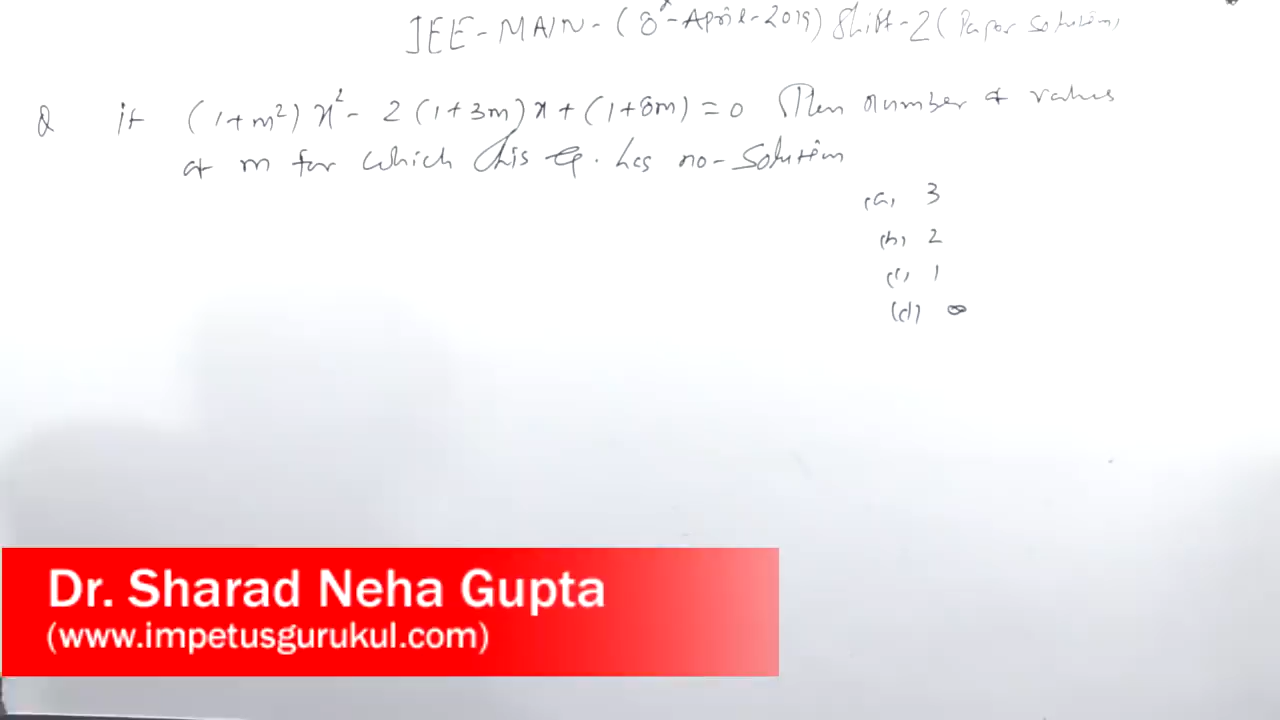 JEE-MAIN-(8-April-2019) Shift-2 (Paper solution)
Q if (1+m²)x² - 2(1+3m)x + (1+8m) = 0 Then number of values
of m for which this eq. has no-solution
(a) 3
(b) 2
(c) 1
(d) ∞
Dr. Sharad Neha Gupta
(www.impetusgurukul.com)